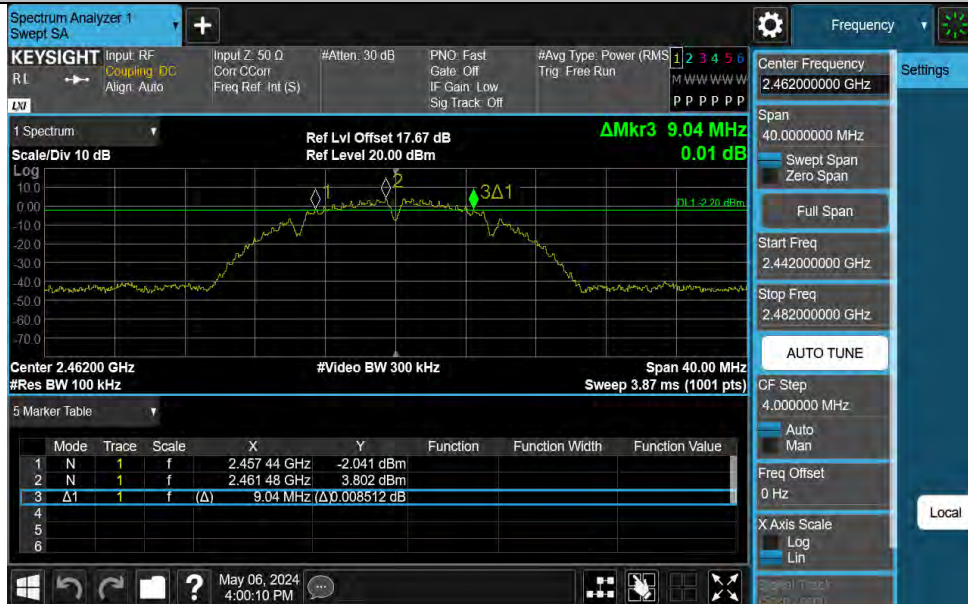 Spectrum Analyzer 1
Swept SA
+
Frequency
KEYSIGHT Input: RF Input Z: 50 Ω #Atten: 30 dB PNO: Fast #Avg Type: Power (RMS 1 2 3 4 5 6
RL Coupling: DC Corr CCorr Gate: Off Trig: Free Run M W W W W W
Align: Auto Freq Ref: Int (S) IF Gain: Low
LXI Sig Track: Off P P P P P P
1 Spectrum
Ref Lvl Offset 17.67 dB ΔMkr3 9.04 MHz
Scale/Div 10 dB Ref Level 20.00 dBm 0.01 dB
Log
10.0
0.00
-10.0
-20.0
-30.0
-40.0
-50.0
-60.0
-70.0
1
2
3Δ1
DL1 -2.20 dBm
Center 2.46200 GHz #Video BW 300 kHz Span 40.00 MHz
#Res BW 100 kHz Sweep 3.87 ms (1001 pts)
5 Marker Table
Mode Trace Scale X Y Function Function Width Function Value
1 N 1 f 2.457 44 GHz -2.041 dBm
2 N 1 f 2.461 48 GHz 3.802 dBm
3 Δ1 1 f (Δ) 9.04 MHz (Δ)0.008512 dB
4
5
6
May 06, 2024
4:00:10 PM
?
Center Frequency
2.462000000 GHz
Settings
Span
40.0000000 MHz
Swept Span
Zero Span
Full Span
Start Freq
2.442000000 GHz
Stop Freq
2.482000000 GHz
AUTO TUNE
CF Step
4.000000 MHz
Auto
Man
Freq Offset
0 Hz
X Axis Scale
Log
Lin
Local
Signal Track